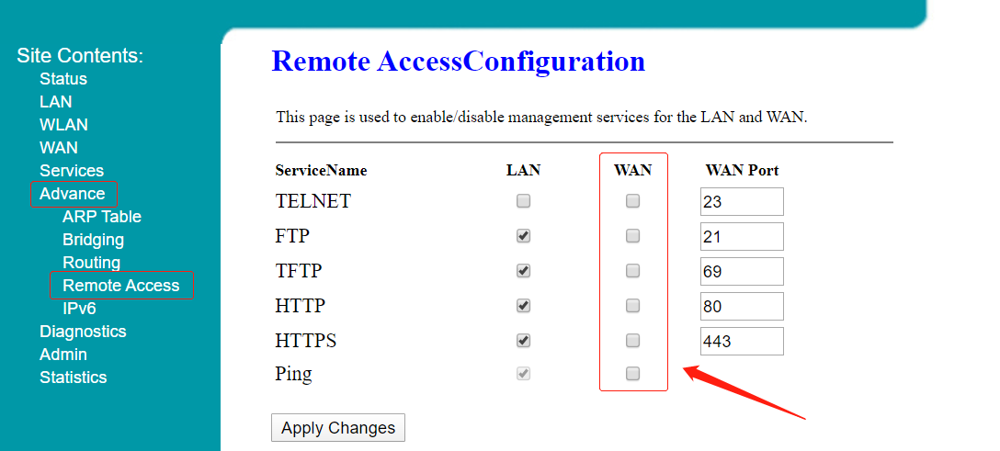 Site Contents:
Status
LAN
WLAN
WAN
Services
Advance
ARP Table
Bridging
Routing
Remote Access
IPv6
Diagnostics
Admin
Statistics
Remote AccessConfiguration
This page is used to enable/disable management services for the LAN and WAN.
ServiceName LAN WAN WAN Port
TELNET 23
FTP 21
TFTP 69
HTTP 80
HTTPS 443
Ping
Apply Changes